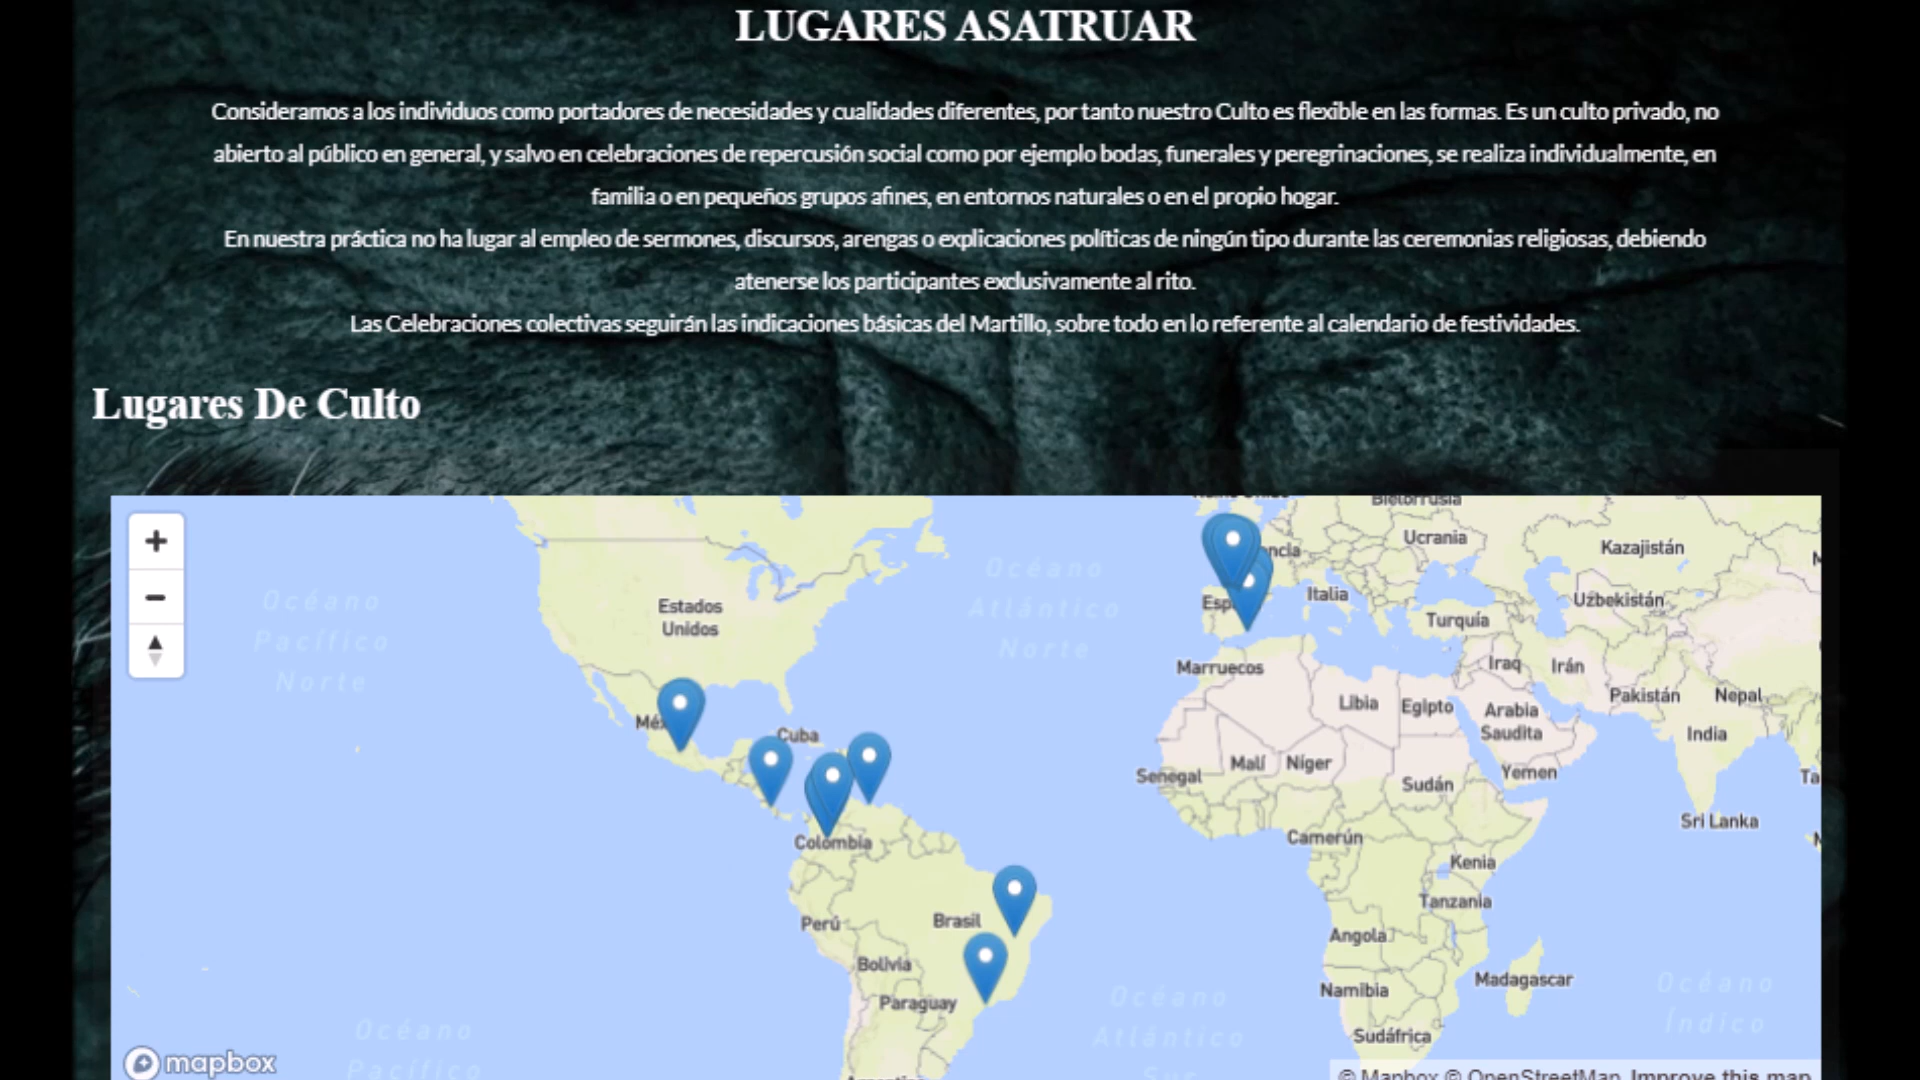 LUGARES ASATRUAR
Consideramos a los individuos como portadores de necesidades y cualidades diferentes, por tanto nuestro Culto es flexible en las formas. Es un culto privado, no
abierto al público en general, y salvo en celebraciones de repercusión social como por ejemplo bodas, funerales y peregrinaciones, se realiza individualmente, en
familia o en pequeños grupos afines, en entornos naturales o en el propio hogar.
En nuestra práctica no ha lugar al empleo de sermones, discursos, arengas o explicaciones políticas de ningún tipo durante las ceremonias religiosas, debiendo
atenerse los participantes exclusivamente al rito.
Las Celebraciones colectivas seguirán las indicaciones básicas del Martillo, sobre todo en lo referente al calendario de festividades.
Lugares De Culto
Bielorrusia
Ucrania
Kazajistán
Océano
Atlántico
Norte
Océano
Pacífico
Norte
Estados
Unidos
Italia
Uzbekistán
Turquía
Marruecos
Iraq
Irán
Pakistán
Nepal
Libia
Egipto
Arabia
Saudita
India
Cuba
Senegal
Malí
Níger
Yemen
Sudán
Sri Lanka
Colombia
Camerún
Kenia
Tanzania
Perú
Brasil
Angola
Bolivia
Madagascar
Namibia
Paraguay
Océano
Atlántico
Océano
Índico
Océano
Pacífico
Sudáfrica
mapbox
© Mapbox © OpenStreetMap Improve this map